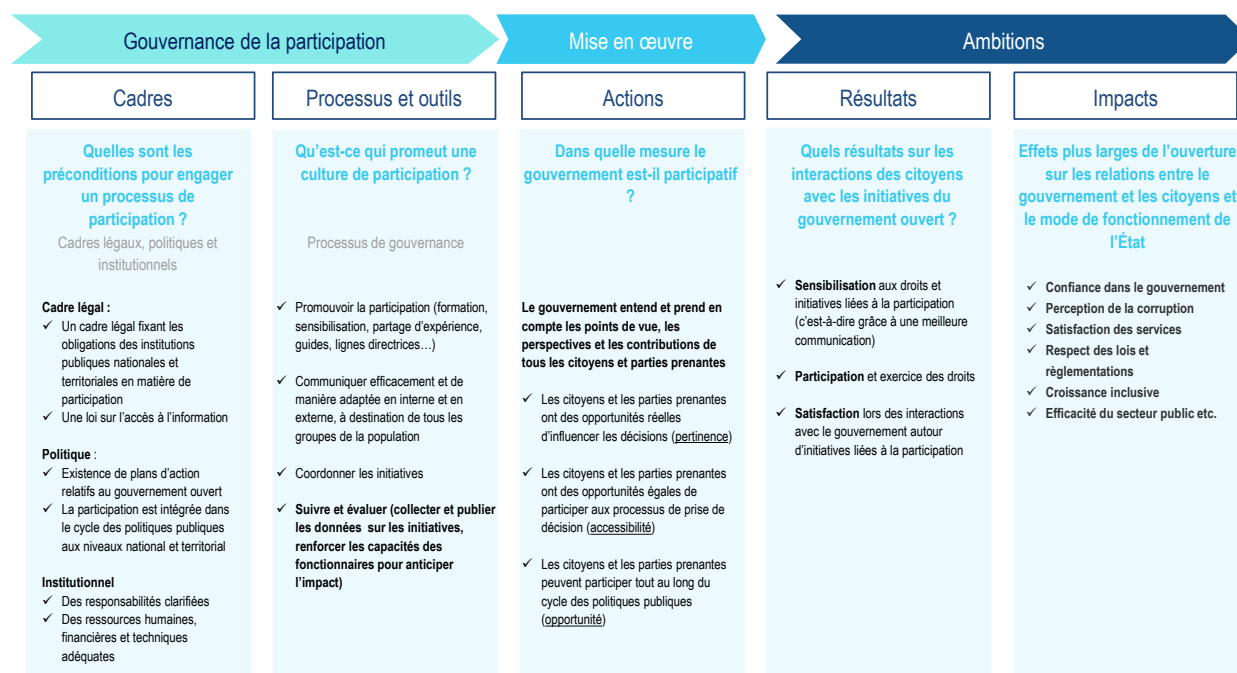 Gouvernance de la participation
Mise en œuvre
Ambitions
Cadres
Processus et outils
Actions
Résultats
Impacts
Quelles sont les
préconditions pour engager
un processus de
participation ?
Cadres légaux, politiques et
institutionnels
Cadre légal :
✓ Un cadre légal fixant les
obligations des institutions
publiques nationales et
territoriales en matière de
participation
✓ Une loi sur l’accès à l’information
Politique :
✓ Existence de plans d’action
relatifs au gouvernement ouvert
✓ La participation est intégrée dans
le cycle des politiques publiques
aux niveaux national et territorial
Institutionnel
✓ Des responsabilités clarifiées
✓ Des ressources humaines,
financières et techniques
adéquates
Qu’est-ce qui promeut une
culture de participation ?
Processus de gouvernance
✓ Promouvoir la participation (formation,
sensibilisation, partage d’expérience,
guides, lignes directrices…)
✓ Communiquer efficacement et de
manière adaptée en interne et en
externe, à destination de tous les
groupes de la population
✓ Coordonner les initiatives
✓ Suivre et évaluer (collecter et publier
les données sur les initiatives,
renforcer les capacités des
fonctionnaires pour anticiper
l’impact)
Dans quelle mesure le
gouvernement est-il participatif
?
Le gouvernement entend et prend en
compte les points de vue, les
perspectives et les contributions de
tous les citoyens et parties prenantes
✓ Les citoyens et les parties prenantes
ont des opportunités réelles
d’influencer les décisions (pertinence)
✓ Les citoyens et les parties prenantes
ont des opportunités égales de
participer aux processus de prise de
décision (accessibilité)
✓ Les citoyens et les parties prenantes
peuvent participer tout au long du
cycle des politiques publiques
(opportunité)
Quels résultats sur les
interactions des citoyens
avec les initiatives du
gouvernement ouvert ?
✓ Sensibilisation aux droits et
initiatives liées à la participation
(c’est-à-dire grâce à une meilleure
communication)
✓ Participation et exercice des droits
✓ Satisfaction lors des interactions
avec le gouvernement autour
d’initiatives liées à la participation
Effets plus larges de l’ouverture
sur les relations entre le
gouvernement et les citoyens et
le mode de fonctionnement de
l’État
✓ Confiance dans le gouvernement
✓ Perception de la corruption
✓ Satisfaction des services
✓ Respect des lois et
règlementations
✓ Croissance inclusive
✓ Efficacité du secteur public etc.